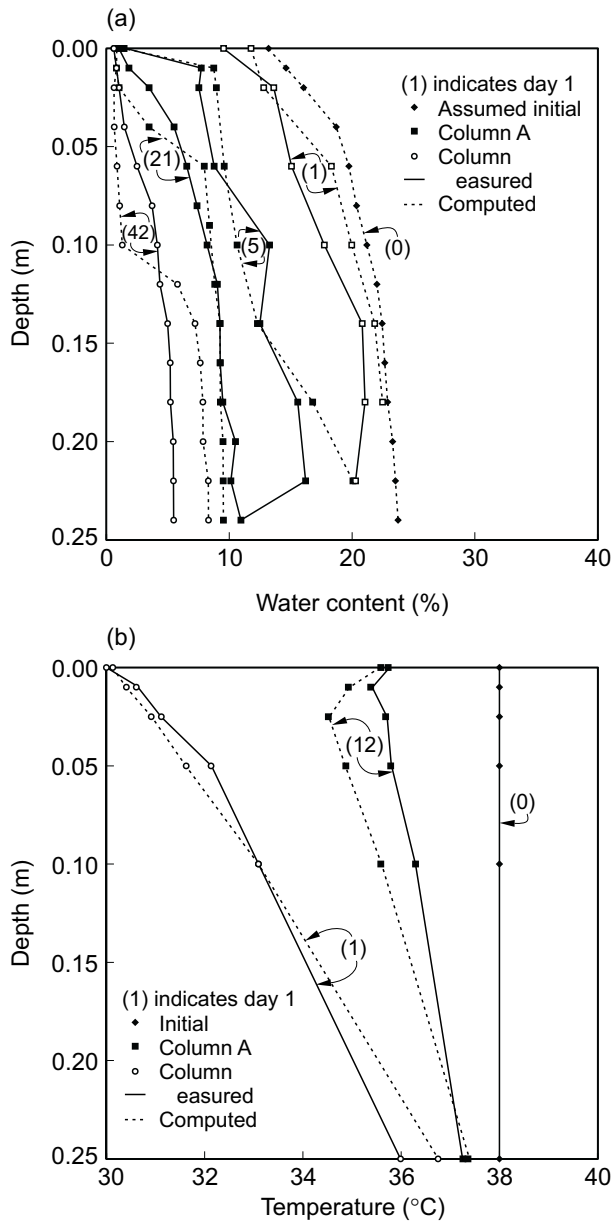 (a)
0.00
0.05
0.10
0.15
0.20
0.25
Depth (m)
(1) indicates day 1
Assumed initial
Column A
Column
easured
Computed
(21)
(42)
(5)
(1)
(0)
0
10
20
30
40
Water content (%)
(b)
0.00
0.05
0.10
0.15
0.20
0.25
Depth (m)
(12)
(0)
(1)
(1) indicates day 1
Initial
Column A
Column
easured
Computed
30
32
34
36
38
40
Temperature (°C)